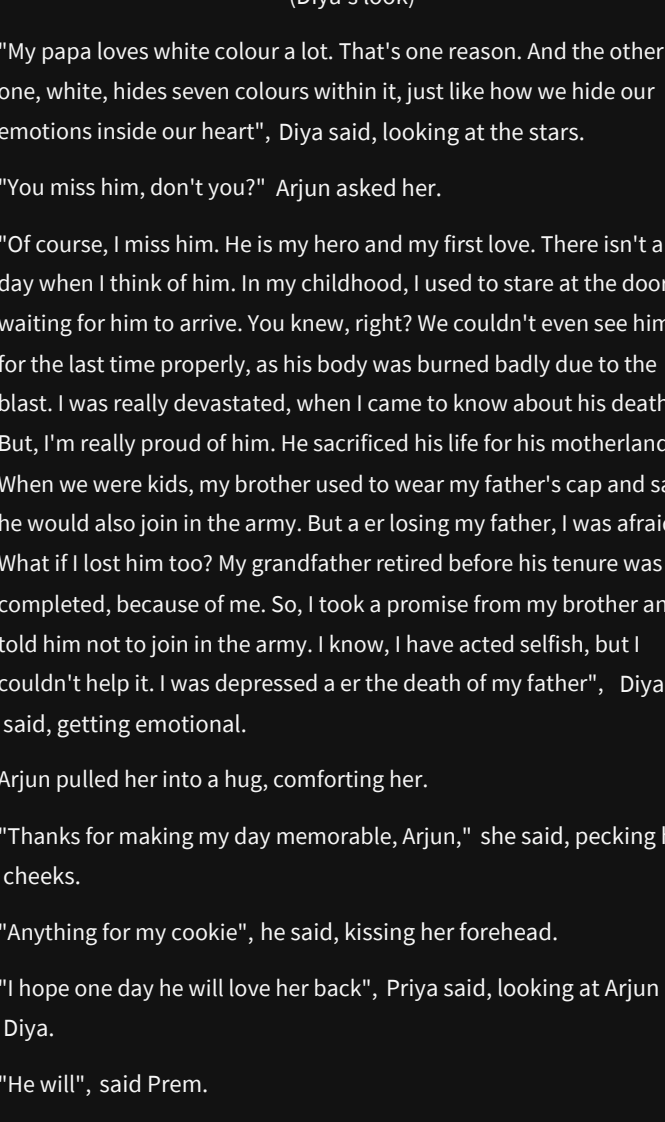 (Diya's look)
"My papa loves white colour a lot. That's one reason. And the other
one, white, hides seven colours within it, just like how we hide our
emotions inside our heart", Diya said, looking at the stars.
"You miss him, don't you?" Arjun asked her.
"Of course, I miss him. He is my hero and my first love. There isn't a
day when I think of him. In my childhood, I used to stare at the door
waiting for him to arrive. You knew, right? We couldn't even see him
for the last time properly, as his body was burned badly due to the
blast. I was really devastated, when I came to know about his death
But, I'm really proud of him. He sacrificed his life for his motherland
When we were kids, my brother used to wear my father's cap and sa
he would also join in the army. But a er losing my father, I was afraid
What if I lost him too? My grandfather retired before his tenure was
completed, because of me. So, I took a promise from my brother an
told him not to join in the army. I know, I have acted selfish, but I
couldn't help it. I was depressed a er the death of my father", Diya
said, getting emotional.
Arjun pulled her into a hug, comforting her.
"Thanks for making my day memorable, Arjun," she said, pecking
cheeks.
"Anything for my cookie", he said, kissing her forehead.
"I hope one day he will love her back", Priya said, looking at Arjun
Diya.
"He will", said Prem.